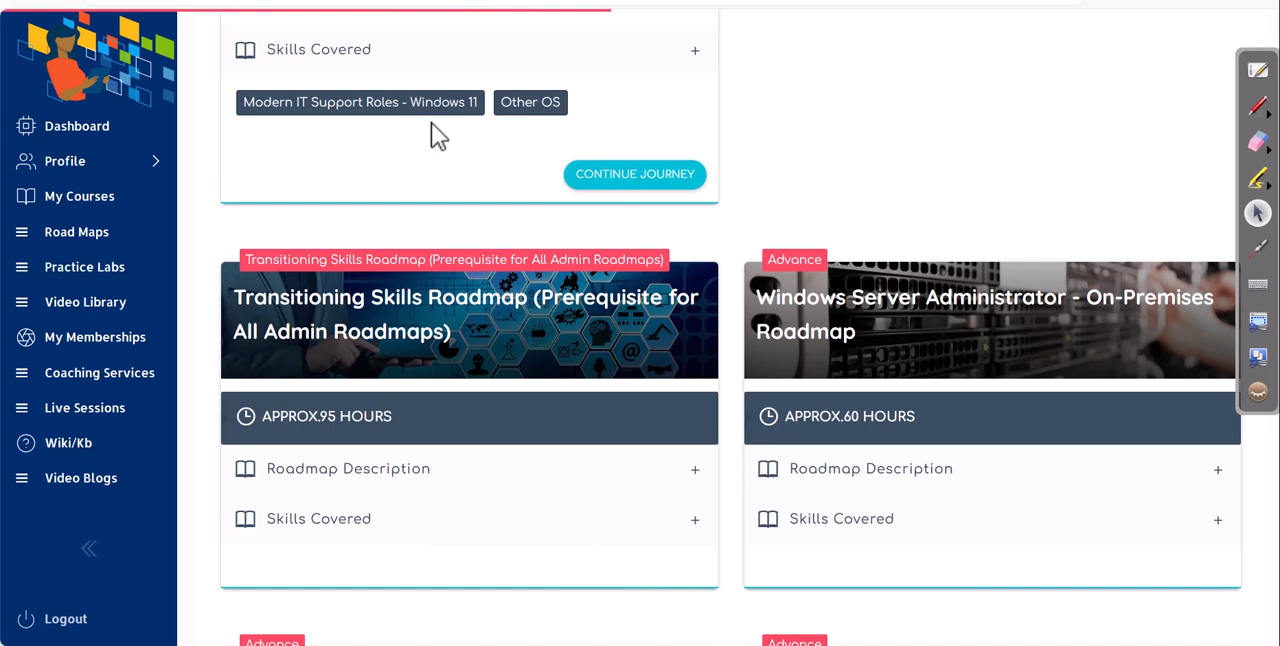 Dashboard
Profile
My Courses
Road Maps
Practice Labs
Video Library
My Memberships
Coaching Services
Live Sessions
Wiki/Kb
Video Blogs
Logout
Skills Covered
+
Modern IT Support Roles - Windows 11
Other OS
CONTINUE JOURNEY
Transitioning Skills Roadmap (Prerequisite for All Admin Roadmaps)
Transitioning Skills Roadmap (Prerequisite for
All Admin Roadmaps)
APPROX.95 HOURS
Roadmap Description
+
Skills Covered
+
Advance
Windows Server Administrator - On-Premises
Roadmap
APPROX.60 HOURS
Roadmap Description
+
Skills Covered
+
Advance
Advance